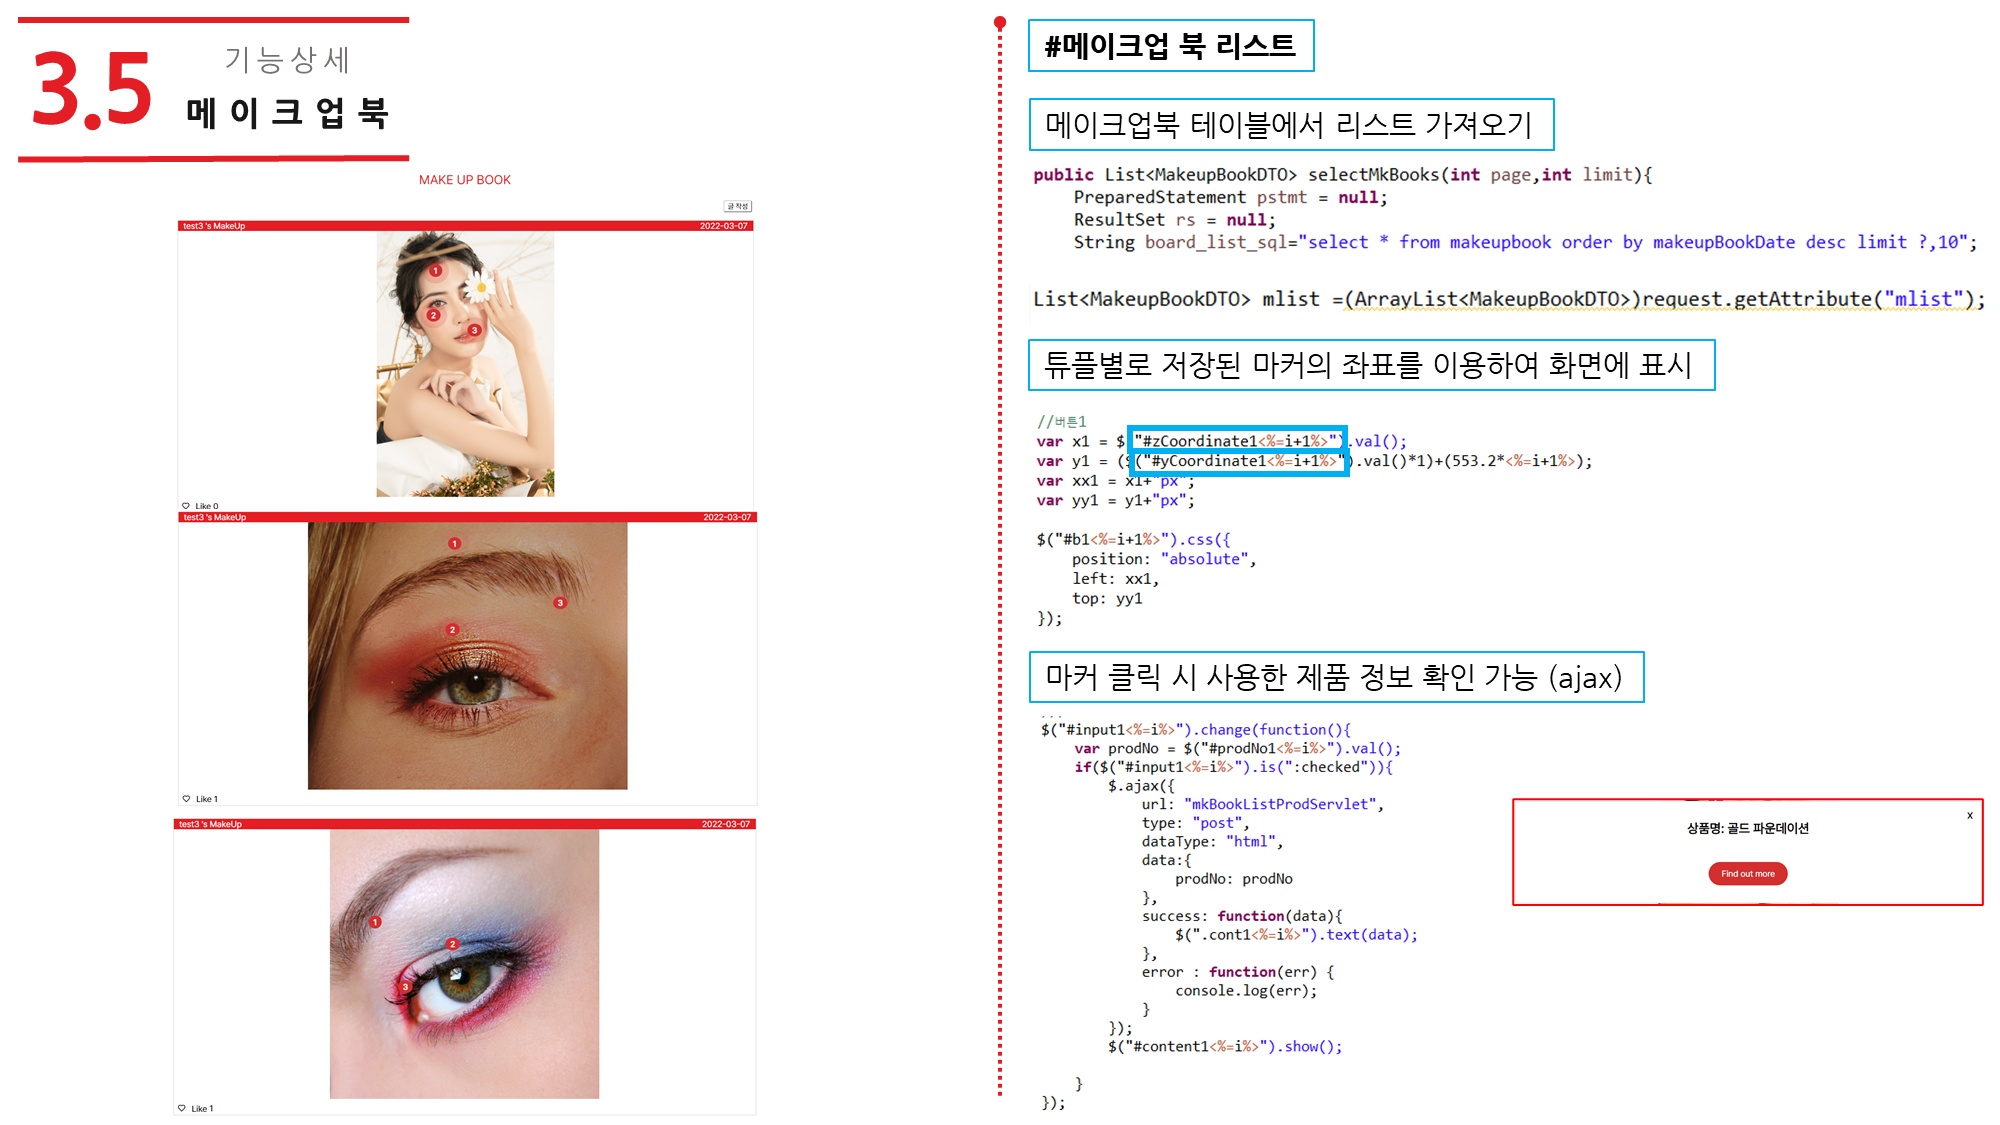 3.5
기능상세
메이크업북
MAKE UP BOOK
글 작성
test3 's MakeUp 2022-03-07
1
2
3
Like 0
test3 's MakeUp 2022-03-07
1
3
2
Like 1
test3 's MakeUp 2022-03-07
1
2
3
Like 1
#메이크업 북 리스트
메이크업북 테이블에서 리스트 가져오기
public List<MakeupBookDTO> selectMkBooks(int page,int limit){
    PreparedStatement pstmt = null;
    ResultSet rs = null;
    String board_list_sql="select * from makeupbook order by makeupBookDate desc limit ?,10";
List<MakeupBookDTO> mlist =(ArrayList<MakeupBookDTO>)request.getAttribute("mlist");
튜플별로 저장된 마커의 좌표를 이용하여 화면에 표시
//버튼1
var x1 = $("#zCoordinate1<%=i+1%>").val();
var y1 = ($("#yCoordinate1<%=i+1%>").val()*1)+(553.2*<%=i+1%>);
var xx1 = x1+"px";
var yy1 = y1+"px";
$("#b1<%=i+1%>").css({
    position: "absolute",
    left: xx1,
    top: yy1
});
마커 클릭 시 사용한 제품 정보 확인 가능 (ajax)
$("#input1<%=i%>").change(function(){
    var prodNo = $("#prodNo1<%=i%>").val();
    if($("#input1<%=i%>").is(":checked")){
        $.ajax({
            url: "mkBookListProdServlet",
            type: "post",
            dataType: "html",
            data:{
                prodNo: prodNo
            },
            success: function(data){
                $(".cont1<%=i%>").text(data);
            },
            error : function(err) {
                console.log(err);
            }
        });
        $("#content1<%=i%>").show();
    }
});
x
상품명: 골드 파운데이션
Find out more